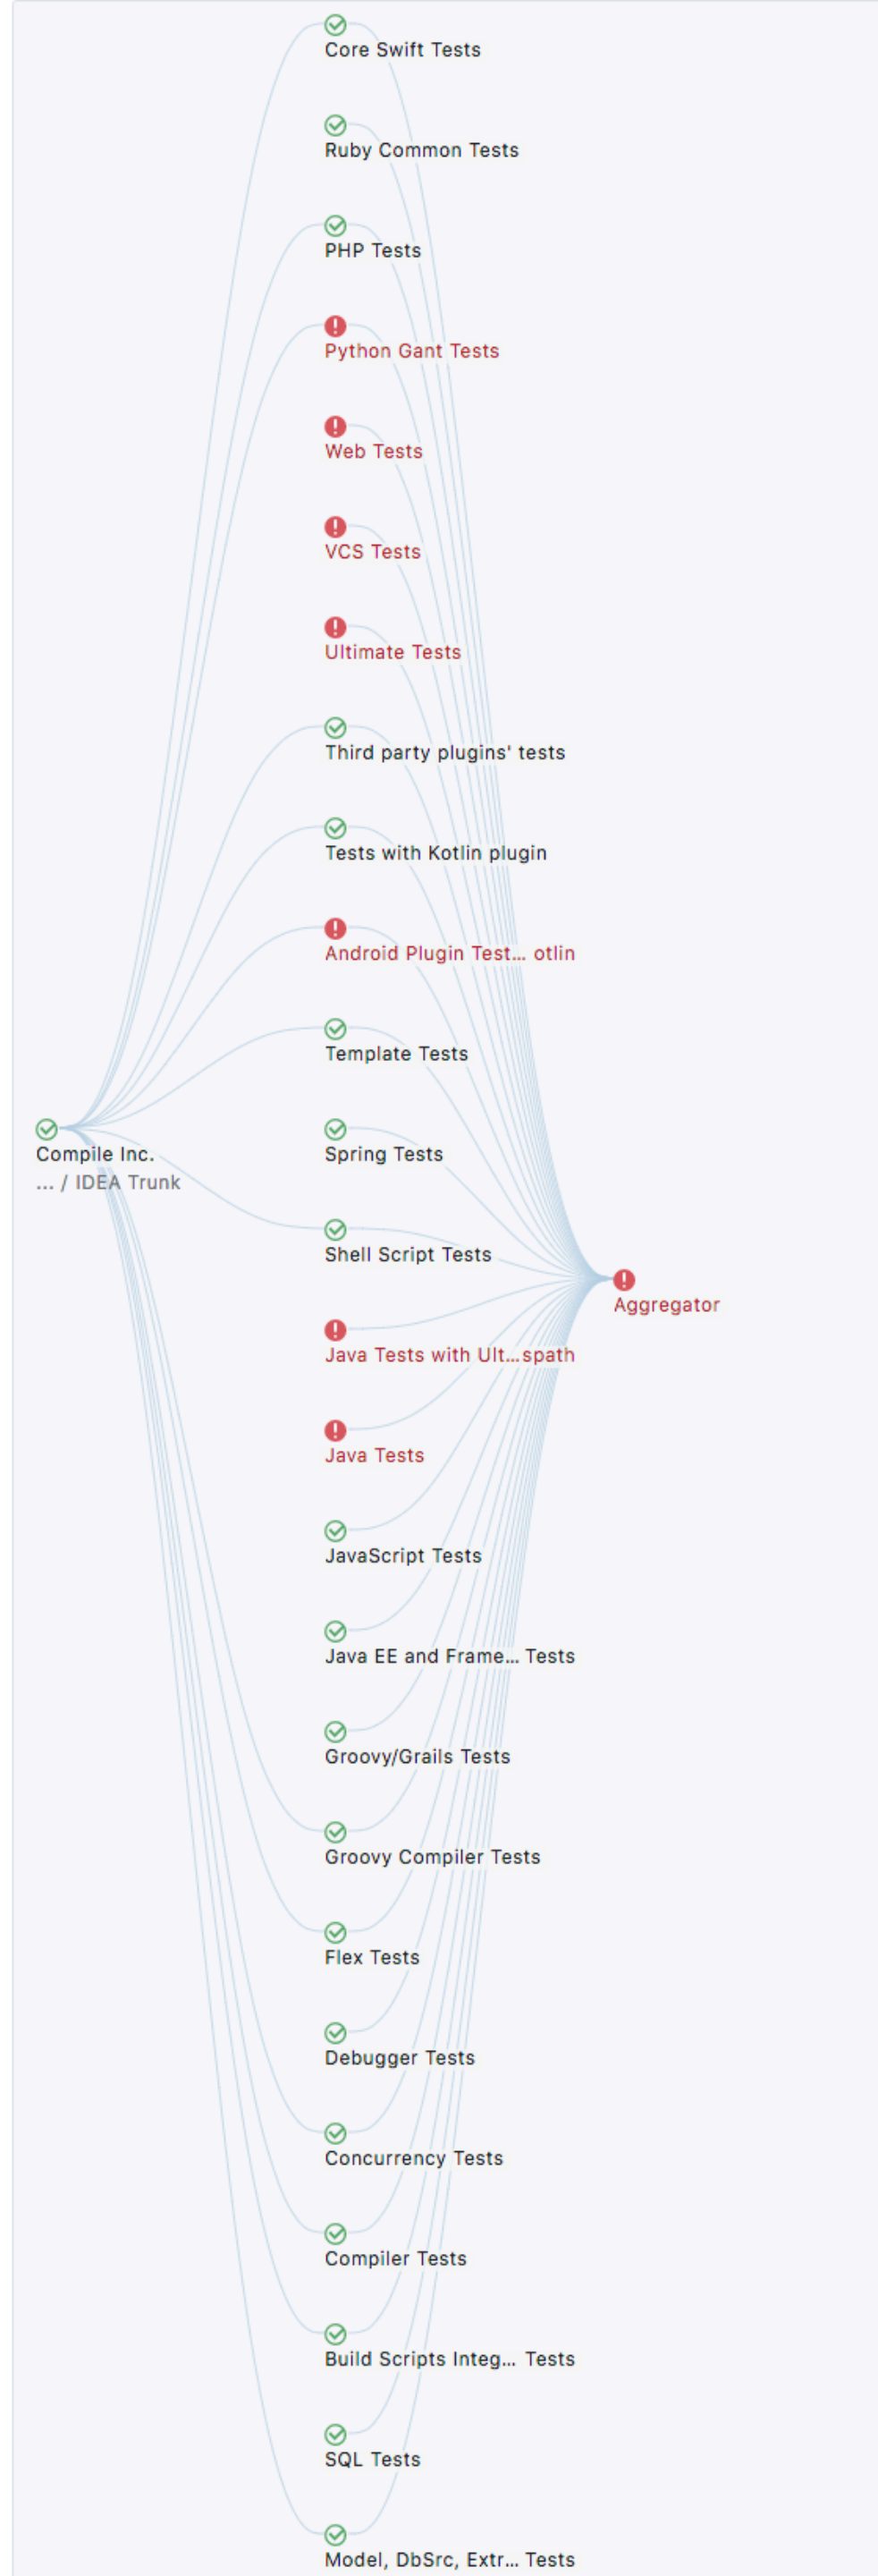 Core Swift Tests
Ruby Common Tests
PHP Tests
Python Gant Tests
Web Tests
VCS Tests
Ultimate Tests
Third party plugins' tests
Tests with Kotlin plugin
Android Plugin Test... otlin
Template Tests
Compile Inc.
... / IDEA Trunk
Spring Tests
Shell Script Tests
Aggregator
Java Tests with Ult...spath
Java Tests
JavaScript Tests
Java EE and Frame... Tests
Groovy/Grails Tests
Groovy Compiler Tests
Flex Tests
Debugger Tests
Concurrency Tests
Compiler Tests
Build Scripts Integ... Tests
SQL Tests
Model, DbSrc, Extr... Tests